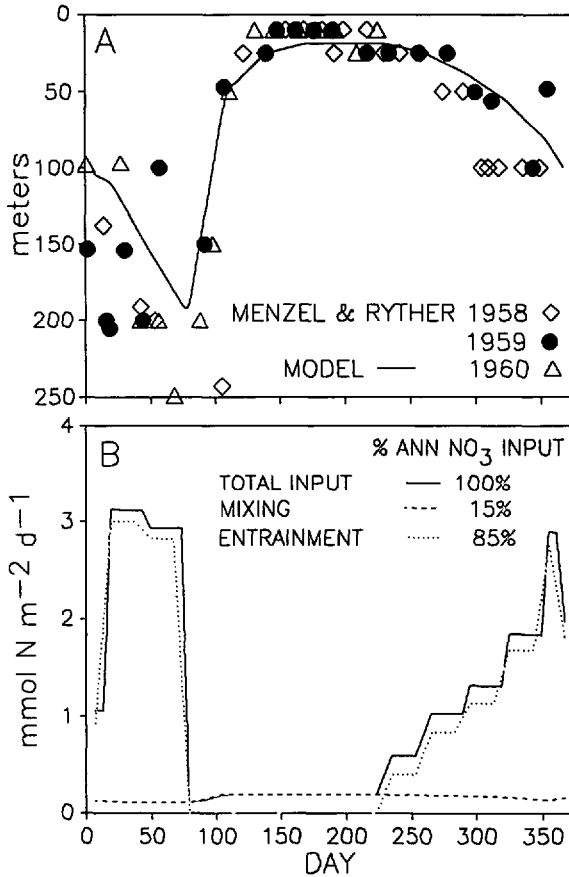 A
0
50
100
150
200
250
meters
MENZEL & RYTHER 1958 ◇
1959 ●
MODEL — 1960 △
B
4
3
2
1
0
mmol N m−2 d−1
% ANN NO3 INPUT
TOTAL INPUT 100%
MIXING 15%
ENTRAINMENT 85%
0 50 100 150 200 250 300 350
DAY